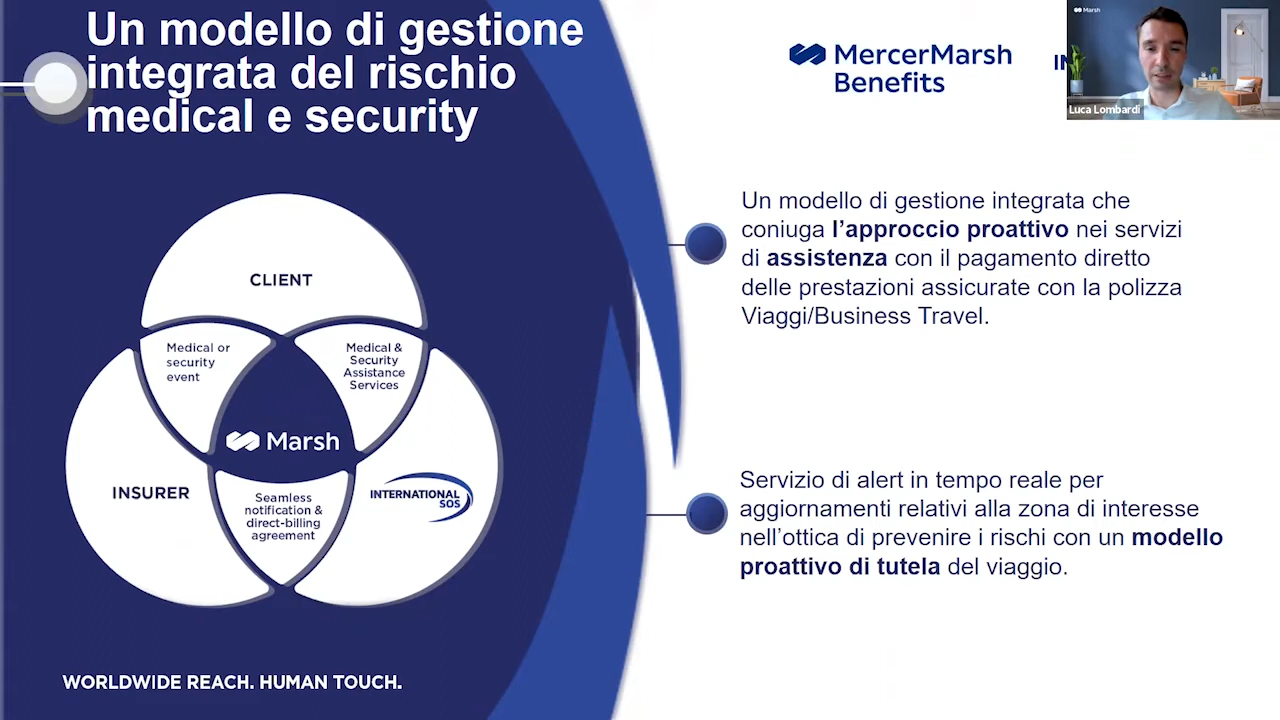 Un modello di gestione
integrata del rischio
medical e security
MercerMarsh
Benefits
IN
Marsh
Luca Lombardi
CLIENT
Medical or
security
event
Medical &
Security
Assistance
Services
Marsh
INSURER
Seamless
notification &
direct-billing
agreement
INTERNATIONAL
SOS
Un modello di gestione integrata che
coniuga l’approccio proattivo nei servizi
di assistenza con il pagamento diretto
delle prestazioni assicurate con la polizza
Viaggi/Business Travel.
Servizio di alert in tempo reale per
aggiornamenti relativi alla zona di interesse
nell’ottica di prevenire i rischi con un modello
proattivo di tutela del viaggio.
WORLDWIDE REACH. HUMAN TOUCH.